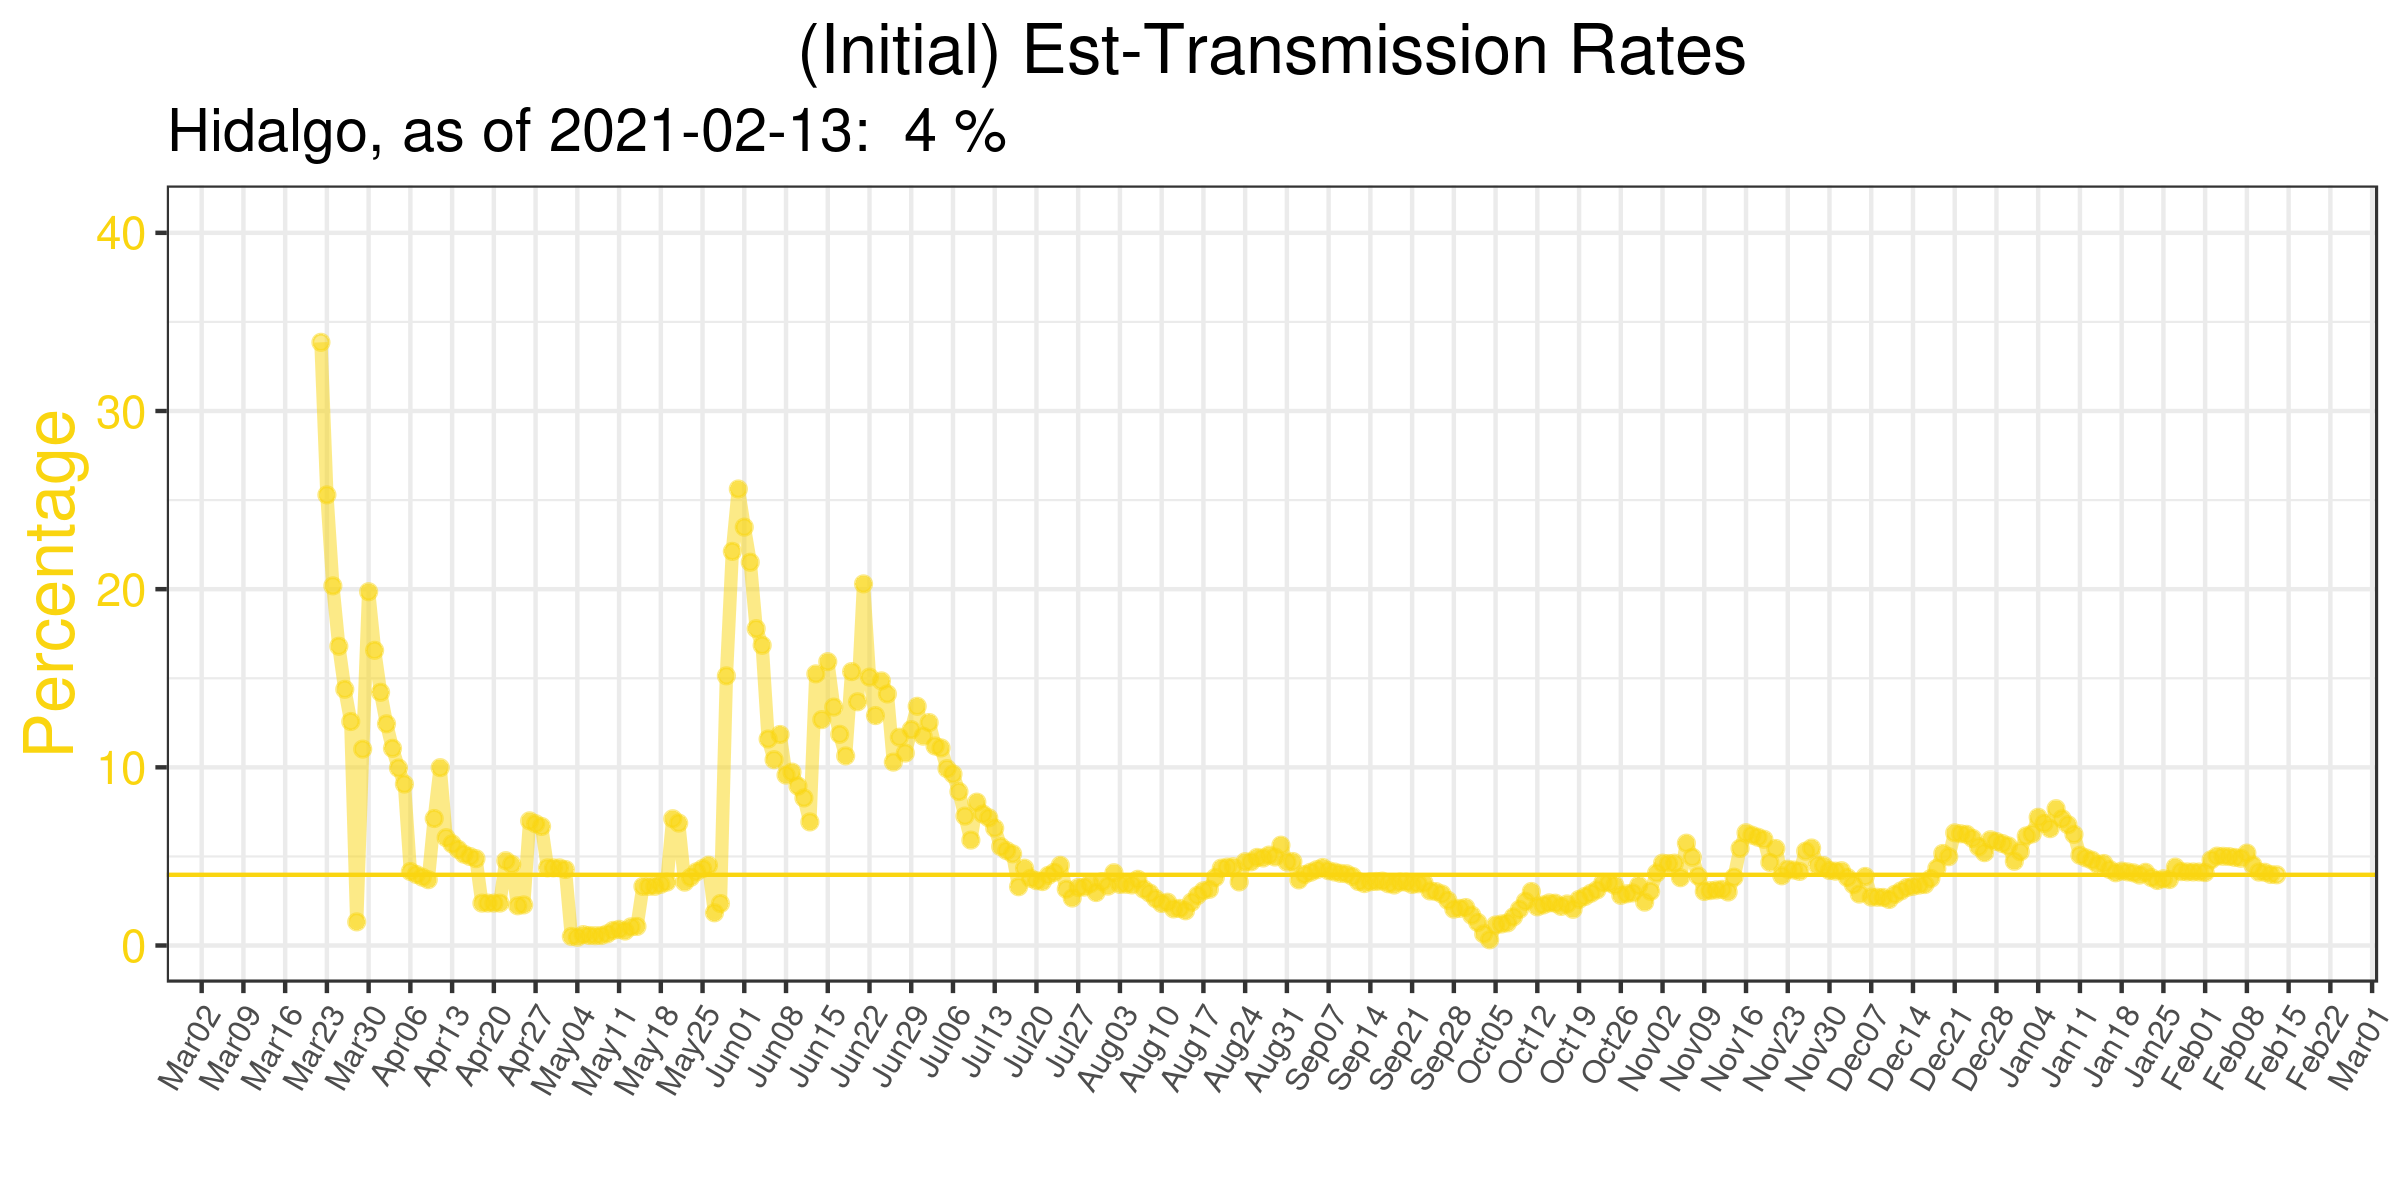 (Initial) Est-Transmission Rates
Hidalgo, as of 2021-02-13:  4 %
Percentage
40
30
20
10
0
Mar02
Mar09
Mar16
Mar23
Mar30
Apr06
Apr13
Apr20
Apr27
May04
May11
May18
May25
Jun01
Jun08
Jun15
Jun22
Jun29
Jul06
Jul13
Jul20
Jul27
Aug03
Aug10
Aug17
Aug24
Aug31
Sep07
Sep14
Sep21
Sep28
Oct05
Oct12
Oct19
Oct26
Nov02
Nov09
Nov16
Nov23
Nov30
Dec07
Dec14
Dec21
Dec28
Jan04
Jan11
Jan18
Jan25
Feb01
Feb08
Feb15
Feb22
Mar01